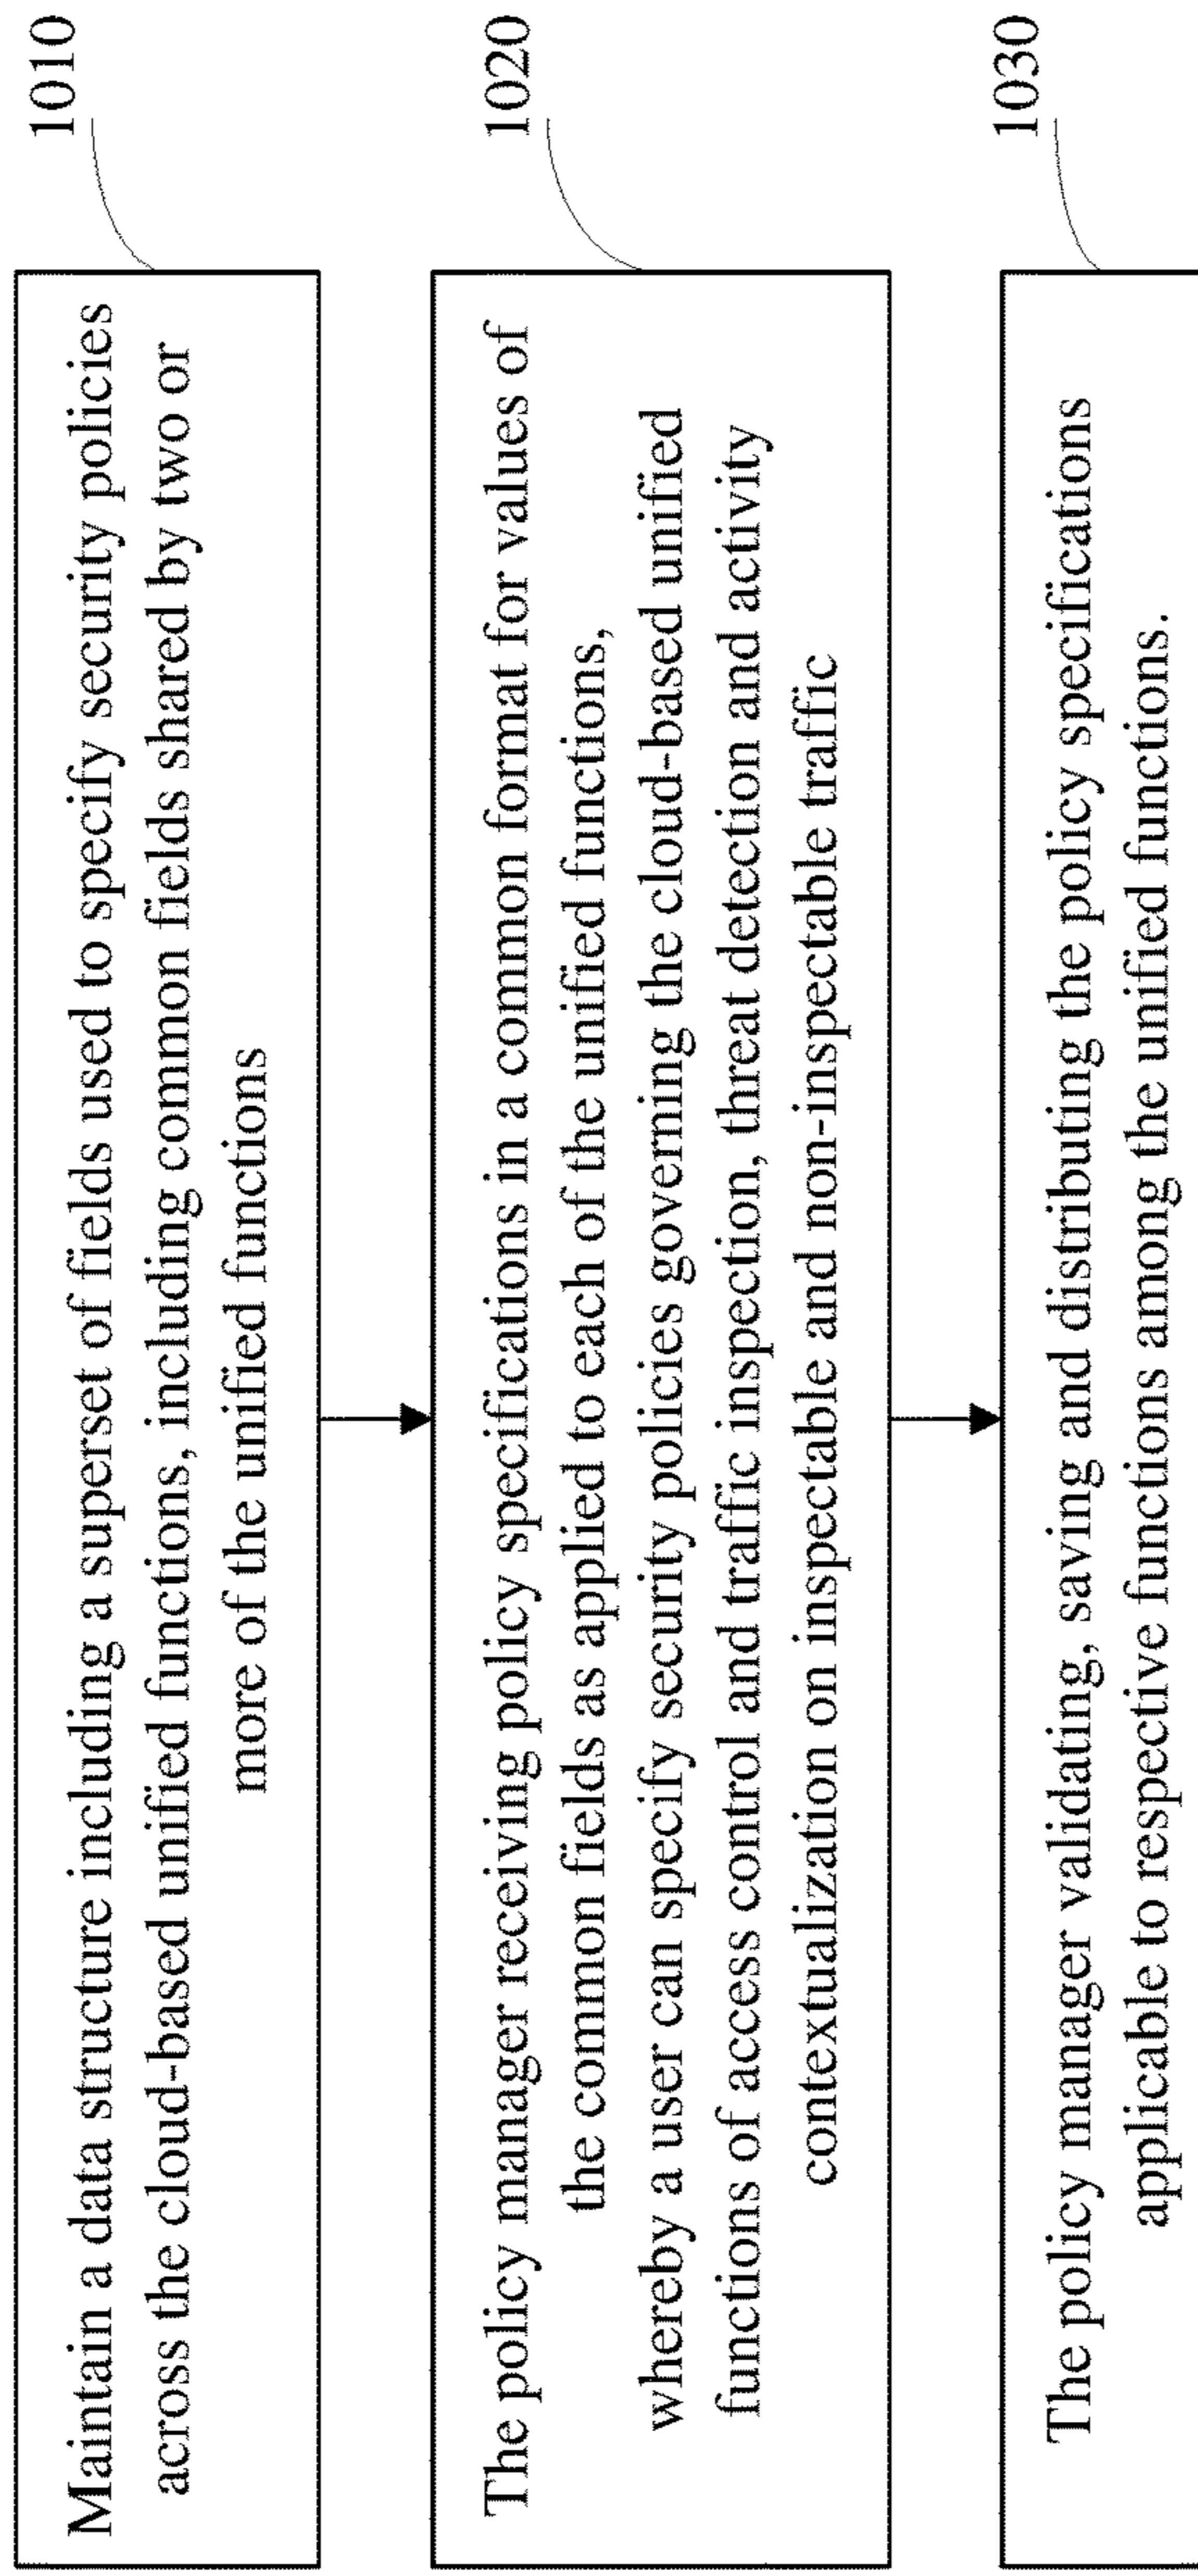 1010
Maintain a data structure including a superset of fields used to specify security policies
across the cloud-based unified functions, including common fields shared by two or
more of the unified functions
1020
The policy manager receiving policy specifications in a common format for values of
the common fields as applied to each of the unified functions,
whereby a user can specify security policies governing the cloud-based unified
functions of access control and traffic inspection, threat detection and activity
contextualization on inspectable and non-inspectable traffic
1030
The policy manager validating, saving and distributing the policy specifications
applicable to respective functions among the unified functions.